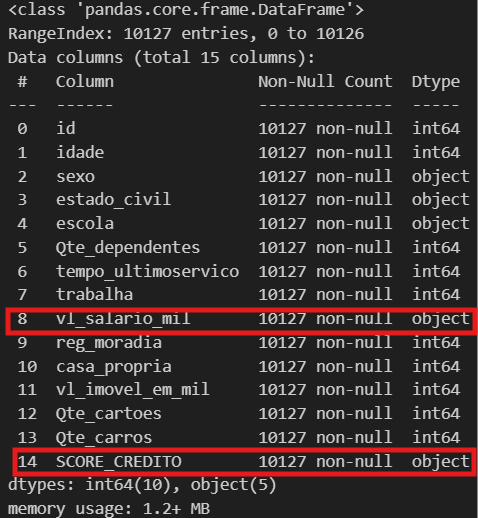 <class 'pandas.core.frame.DataFrame'>
RangeIndex: 10127 entries, 0 to 10126
Data columns (total 15 columns):
 #   Column              Non-Null Count  Dtype
---  ------              --------------  -----
 0   id                  10127 non-null  int64
 1   idade               10127 non-null  int64
 2   sexo                10127 non-null  object
 3   estado_civil        10127 non-null  object
 4   escola              10127 non-null  object
 5   Qte_dependentes     10127 non-null  int64
 6   tempo_ultimoservico 10127 non-null  int64
 7   trabalha            10127 non-null  int64
 8   vl_salario_mil      10127 non-null  object
 9   reg_moradia         10127 non-null  int64
 10  casa_propria        10127 non-null  int64
 11  vl_imovel_em_mil    10127 non-null  int64
 12  Qte_cartoes         10127 non-null  int64
 13  Qte_carros          10127 non-null  int64
 14  SCORE_CREDITO       10127 non-null  object
dtypes: int64(10), object(5)
memory usage: 1.2+ MB